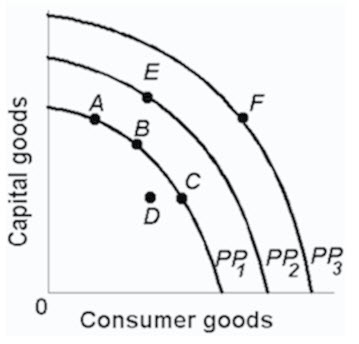 Capital goods
A
B
C
D
E
F
PP1
PP2
PP3
0
Consumer goods